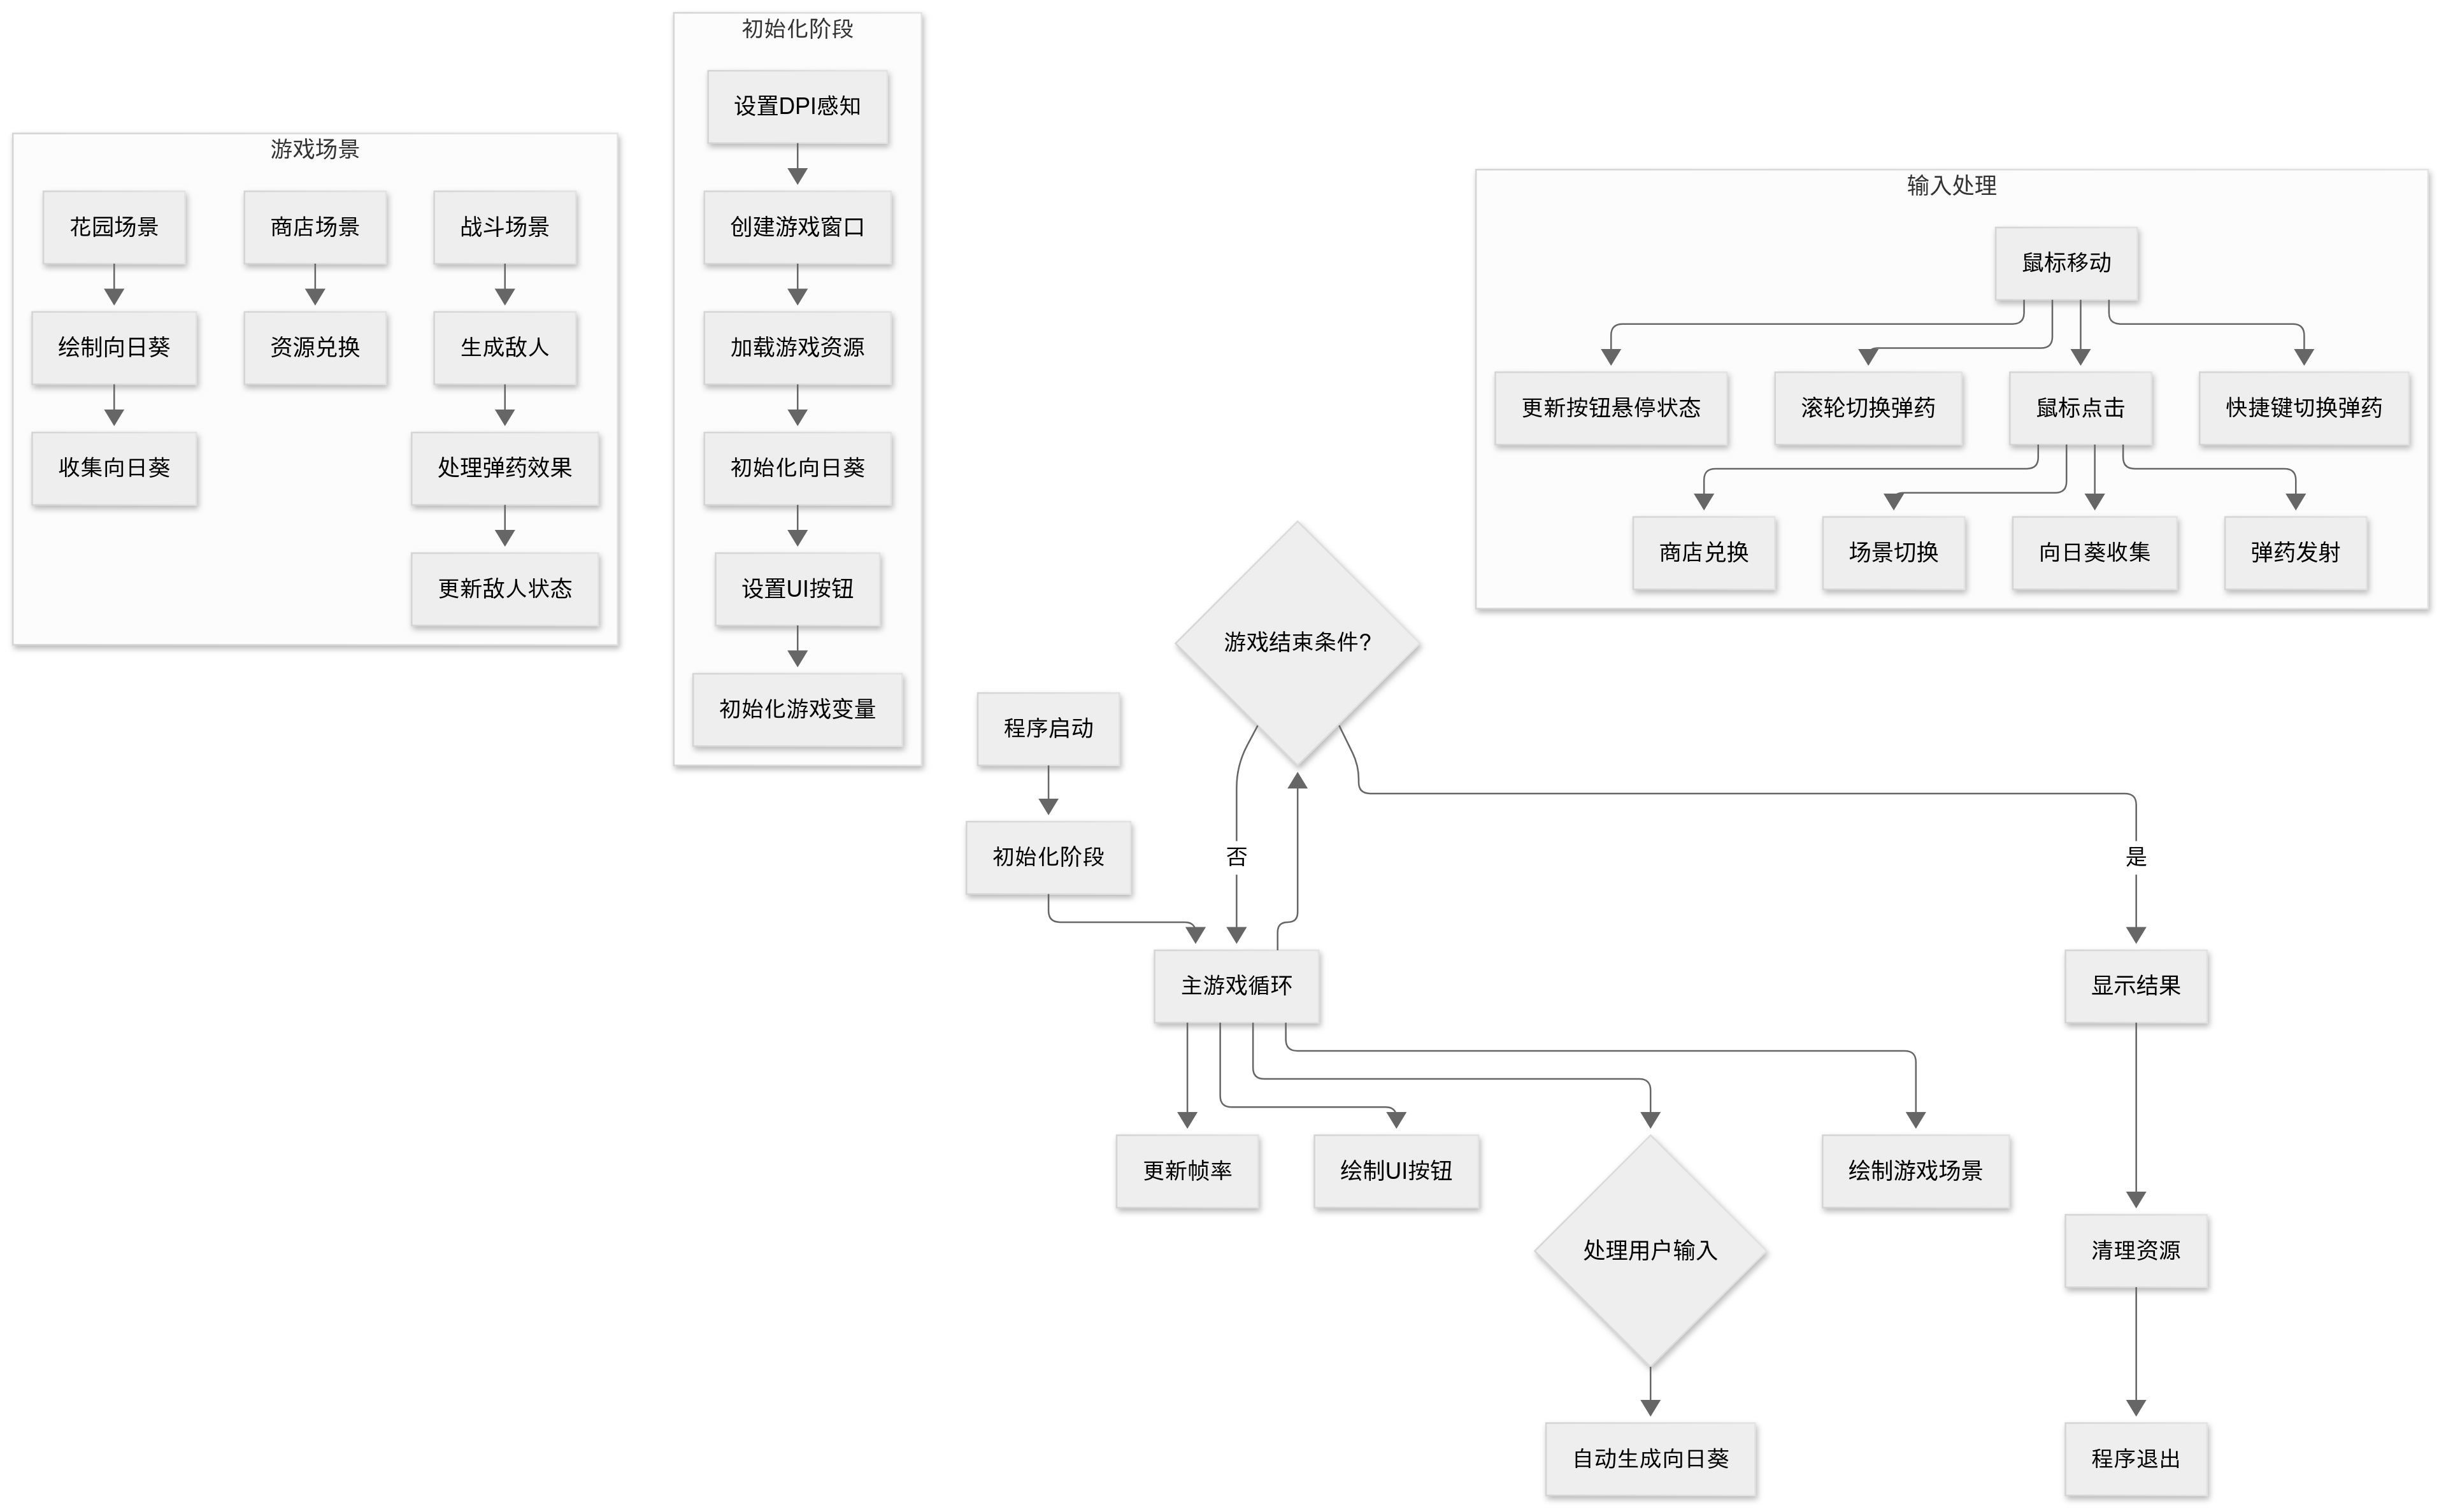 游戏场景
花园场景
商店场景
战斗场景
绘制向日葵
资源兑换
生成敌人
收集向日葵
处理弹药效果
更新敌人状态
初始化阶段
设置DPI感知
创建游戏窗口
加载游戏资源
初始化向日葵
设置UI按钮
初始化游戏变量
输入处理
鼠标移动
更新按钮悬停状态
滚轮切换弹药
鼠标点击
快捷键切换弹药
商店兑换
场景切换
向日葵收集
弹药发射
游戏结束条件?
程序启动
初始化阶段
否
是
主游戏循环
显示结果
更新帧率
绘制UI按钮
处理用户输入
绘制游戏场景
清理资源
自动生成向日葵
程序退出